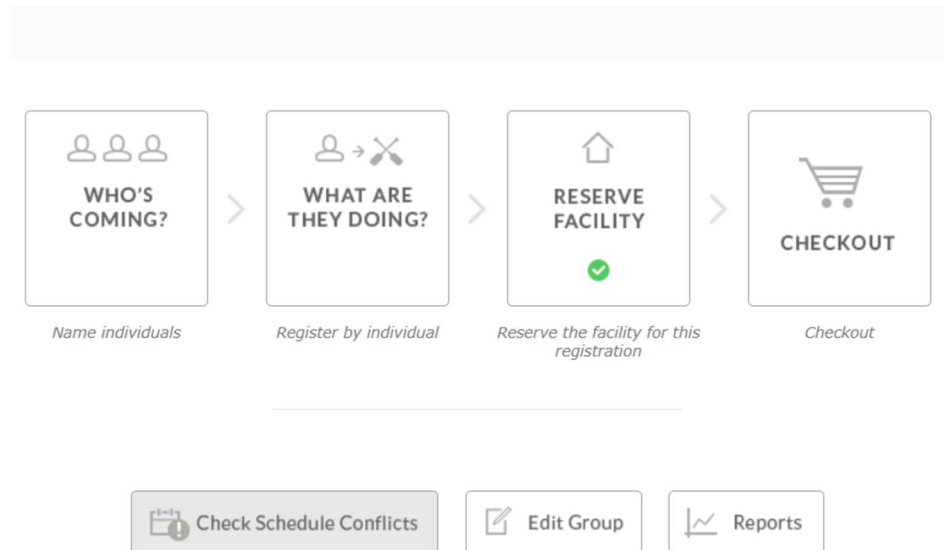 WHO'S
COMING?
WHAT ARE
THEY DOING?
RESERVE
FACILITY
CHECKOUT
Name individuals
Register by individual
Reserve the facility for this
registration
Checkout
Check Schedule Conflicts
Edit Group
Reports